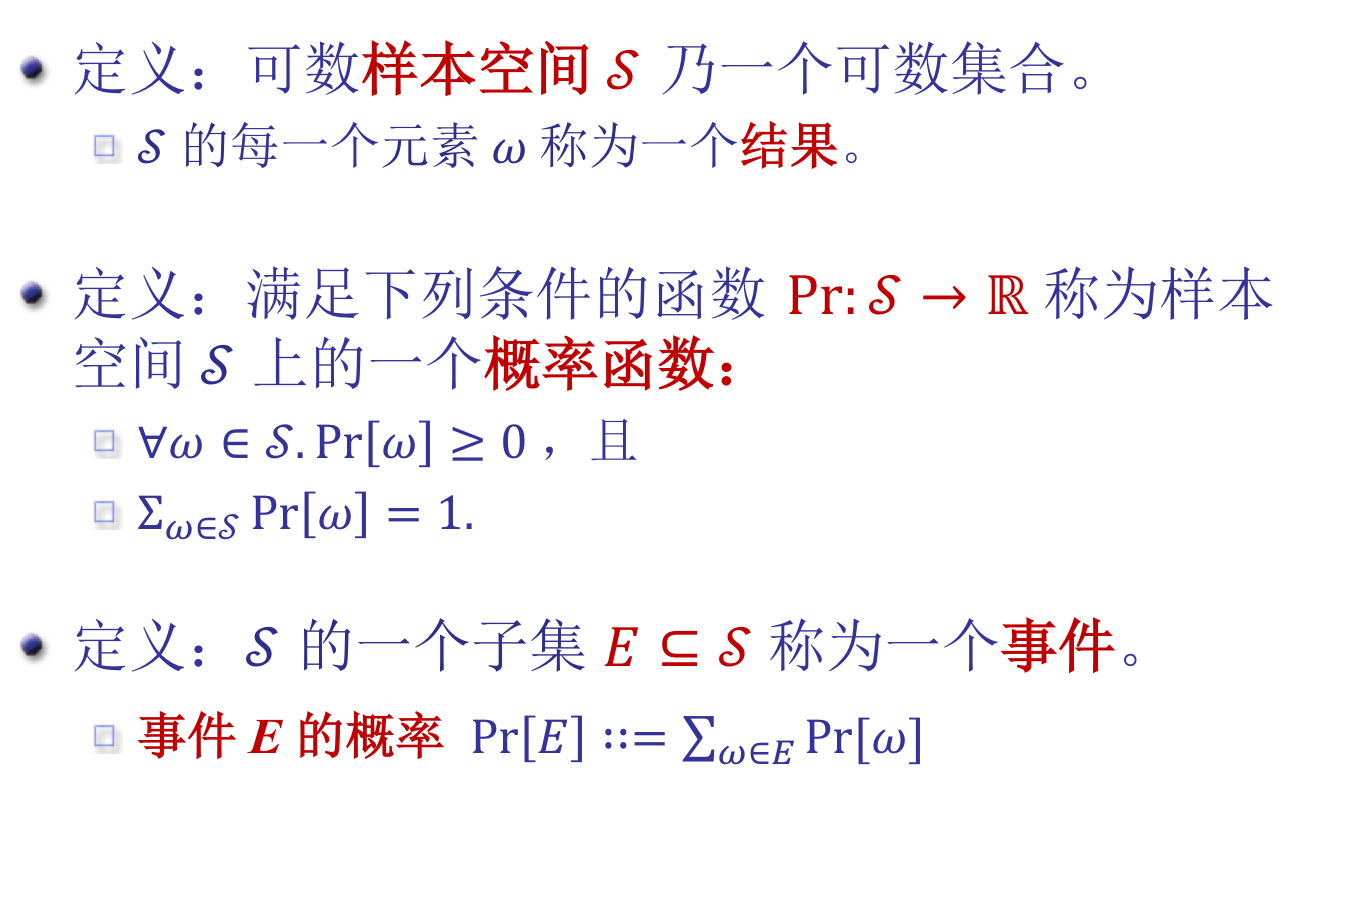 定义：可数样本空间 𝒮 乃一个可数集合。
𝒮 的每一个元素 ω 称为一个结果。
定义：满足下列条件的函数 Pr: 𝒮 → ℝ 称为样本
空间 𝒮 上的一个概率函数：
∀ω ∈ 𝒮. Pr[ω] ≥ 0 ，且
Σ_{ω∈𝒮} Pr[ω] = 1.
定义：𝒮 的一个子集 E ⊆ 𝒮 称为一个事件。
事件 E 的概率 Pr[E] ∷= ∑_{ω∈E} Pr[ω]